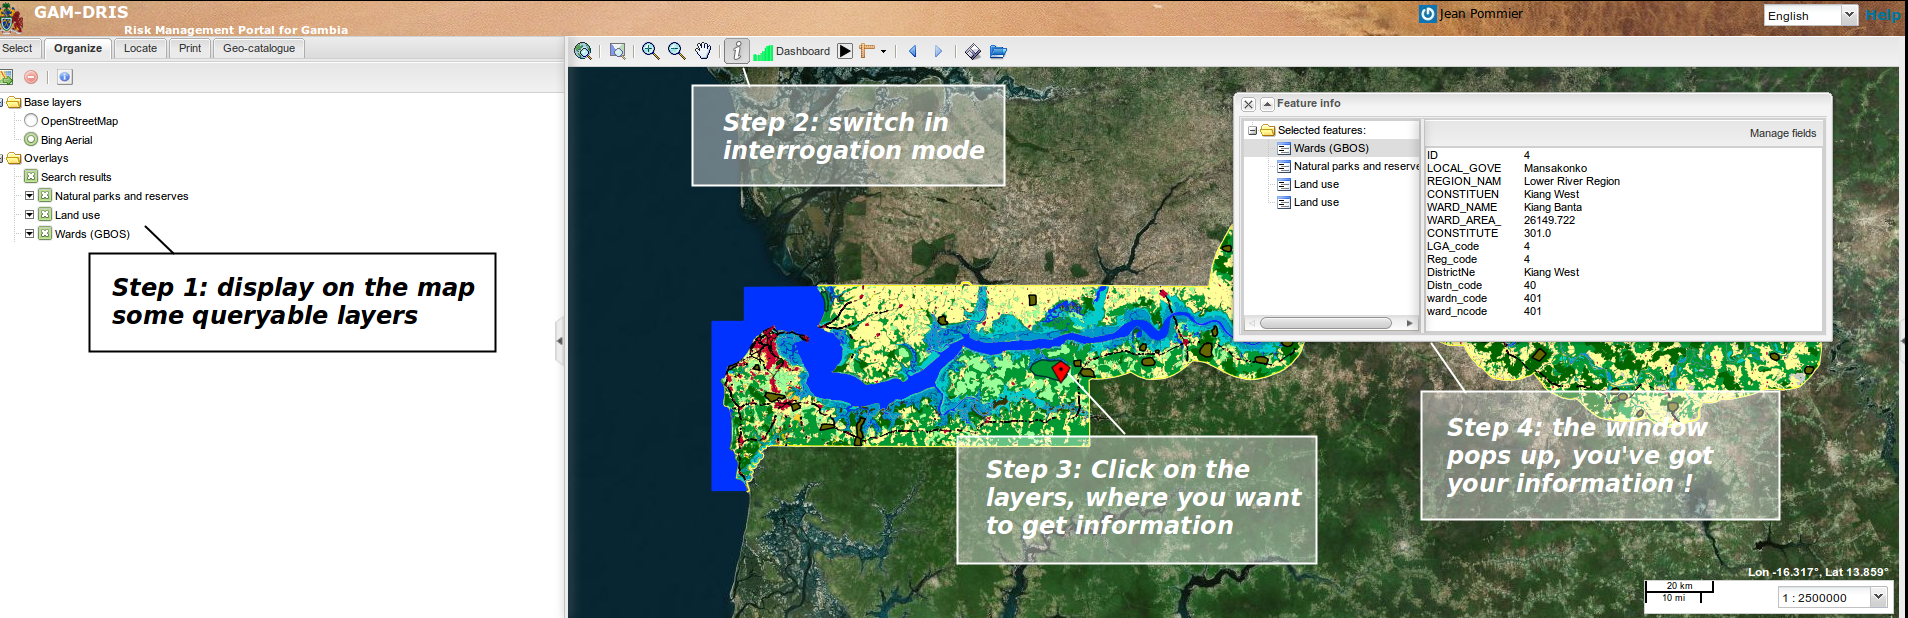 GAM-DRIS
Risk Management Portal for Gambia
Jean Pommier
English
Help
Select
Organize
Locate
Print
Geo-catalogue
Dashboard
Base layers
OpenStreetMap
Bing Aerial
Overlays
Search results
Natural parks and reserves
Land use
Wards (GBOS)
Step 1: display on the map
some queryable layers
Step 2: switch in
interrogation mode
Feature info
Selected features:
Wards (GBOS)
Natural parks and reserve
Land use
Land use
Manage fields
ID 4
LOCAL_GOVE Mansakonko
REGION_NAM Lower River Region
CONSTITUEN Kiang West
WARD_NAME Kiang Banta
WARD_AREA_ 26149.722
CONSTITUTE 301.0
LGA_code 4
Reg_code 4
DistrictNe Kiang West
Distn_code 40
wardn_code 401
ward_ncode 401
Step 3: Click on the
layers, where you want
to get information
Step 4: the window
pops up, you've got
your information !
Lon -16.317°, Lat 13.859°
20 km
10 mi
1 : 2500000